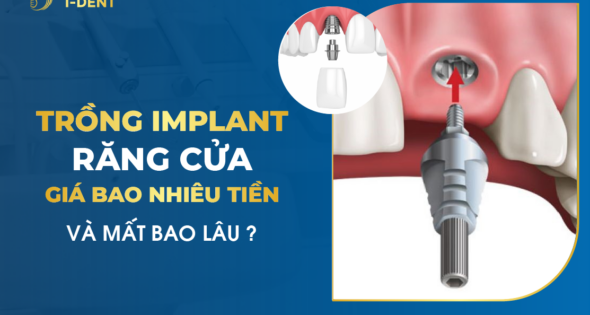 I-DENT
TRỒNG IMPLANT
RĂNG CỬA
GIÁ BAO NHIÊU TIỀN
VÀ MẤT BAO LÂU ?